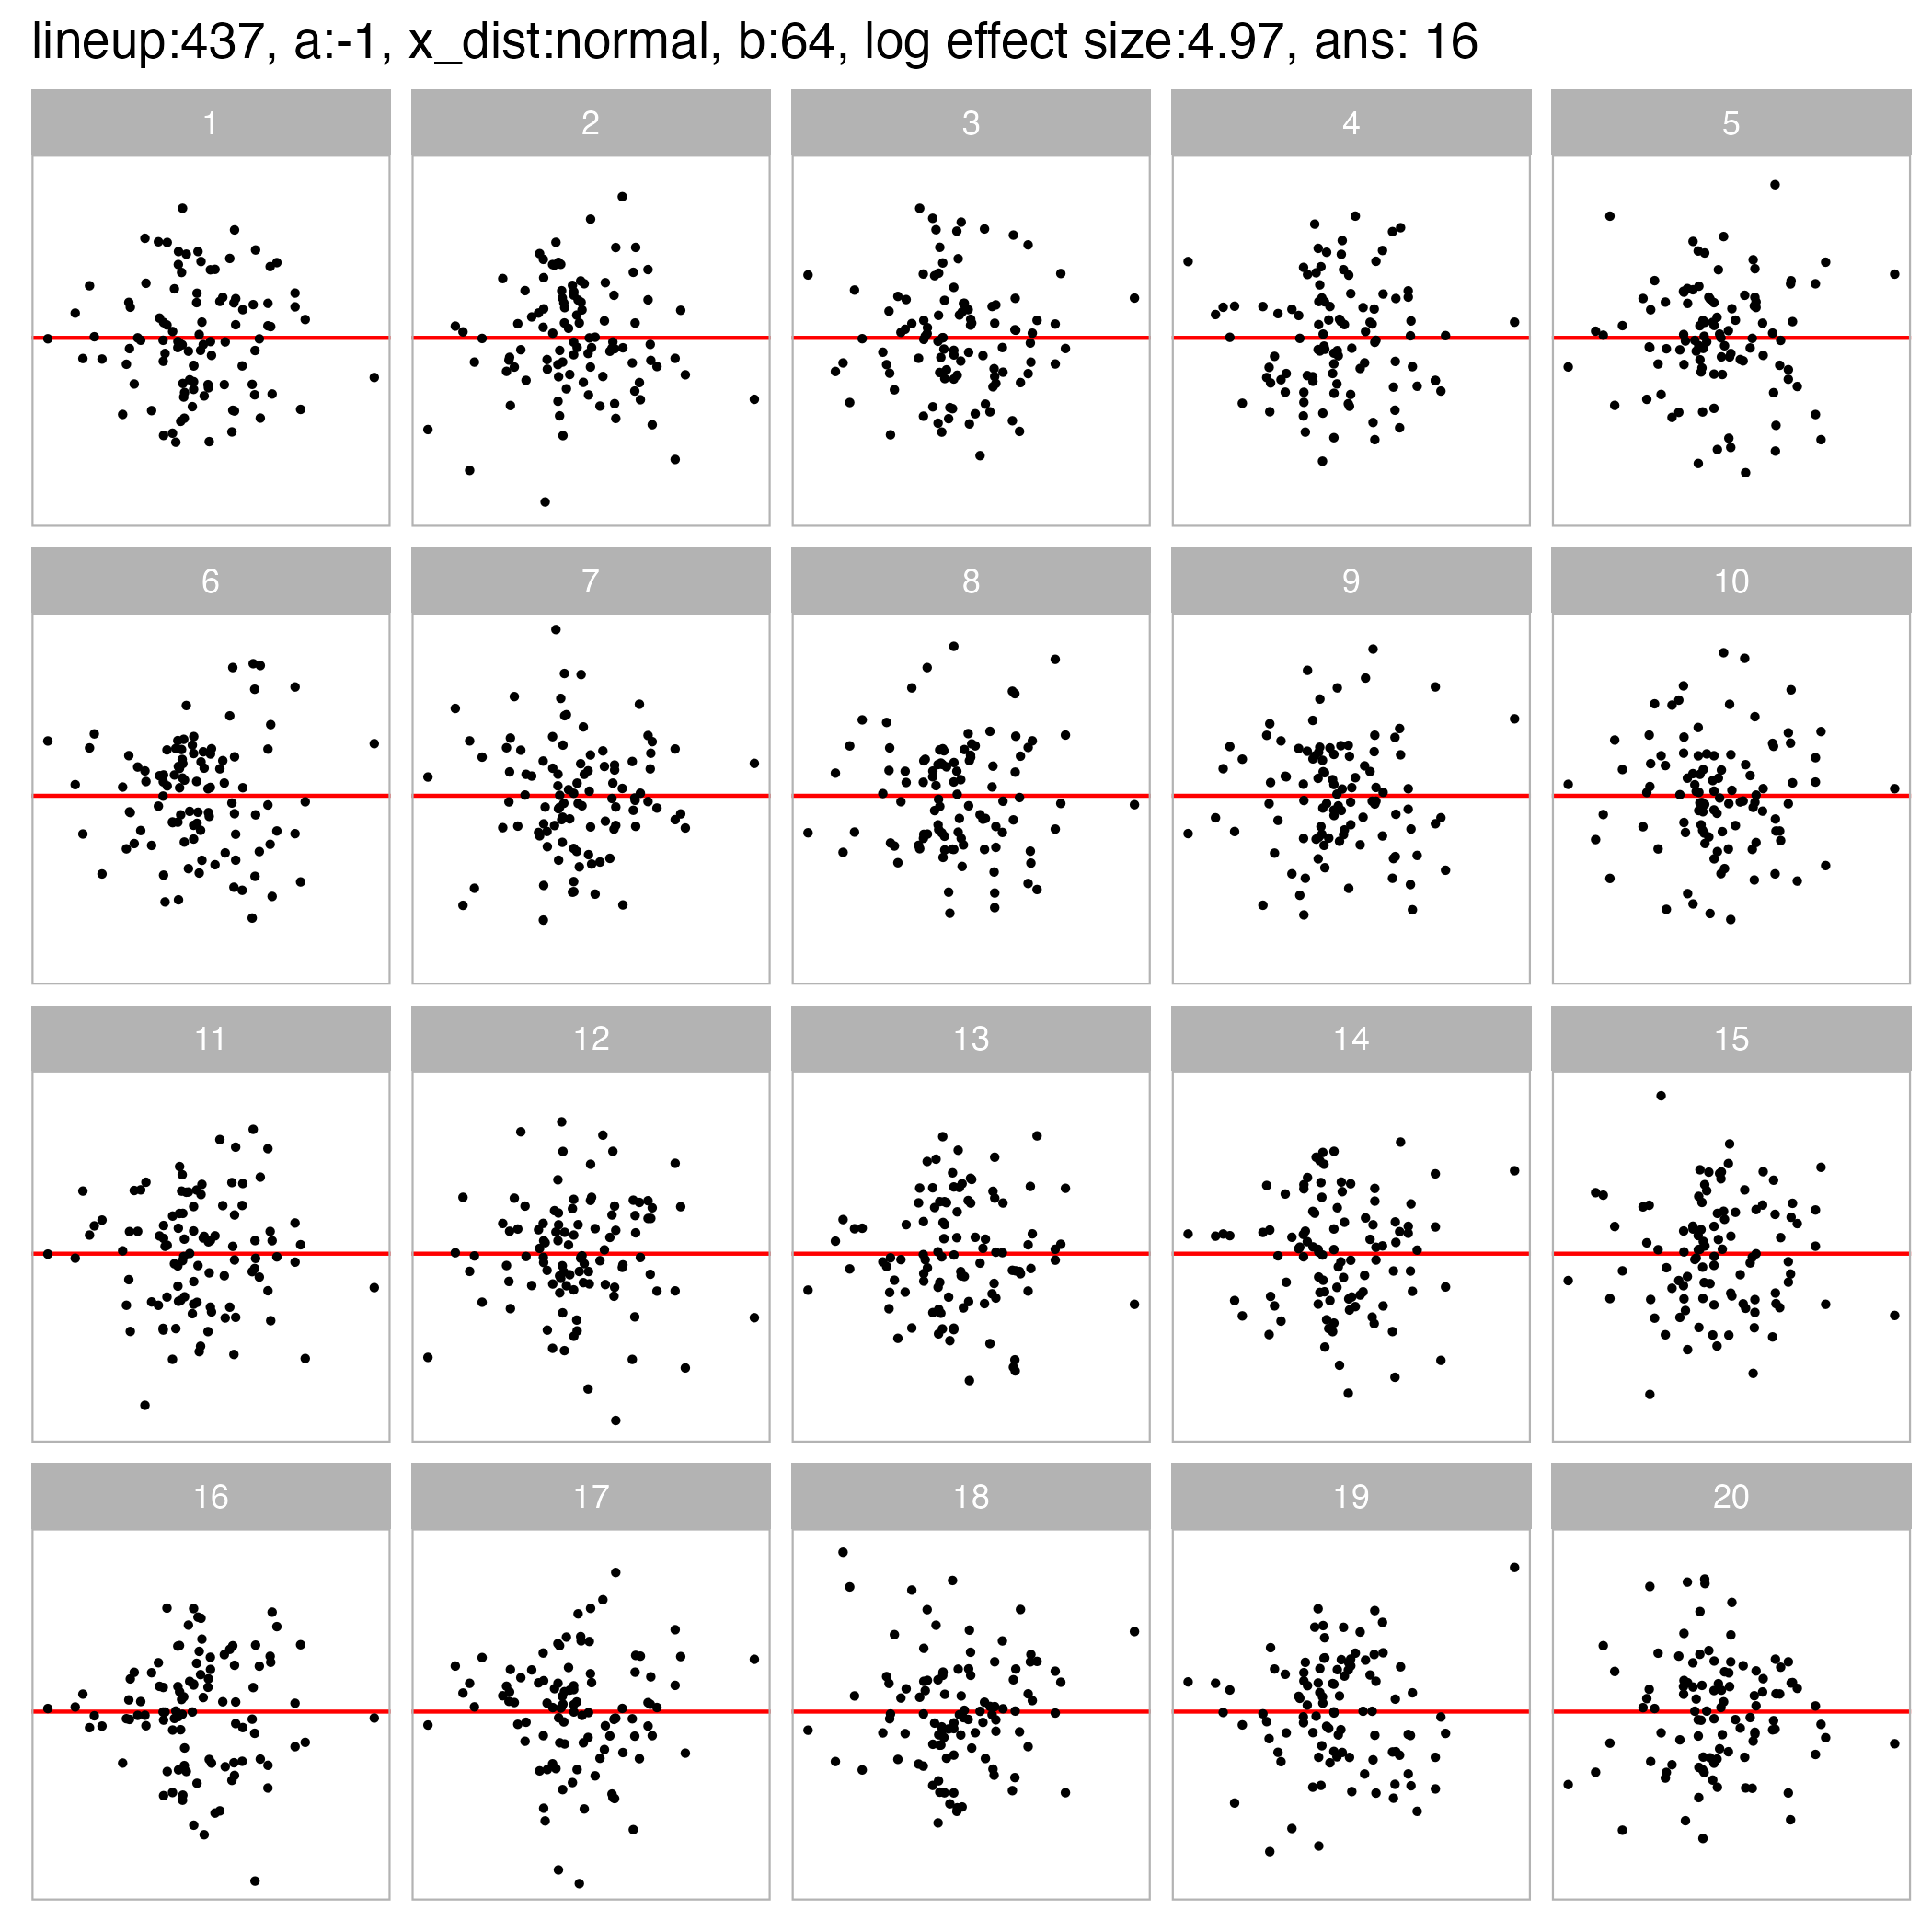 lineup:437, a:-1, x_dist:normal, b:64, log effect size:4.97, ans: 16
1 2 3 4 5
6 7 8 9 10
11 12 13 14 15
16 17 18 19 20